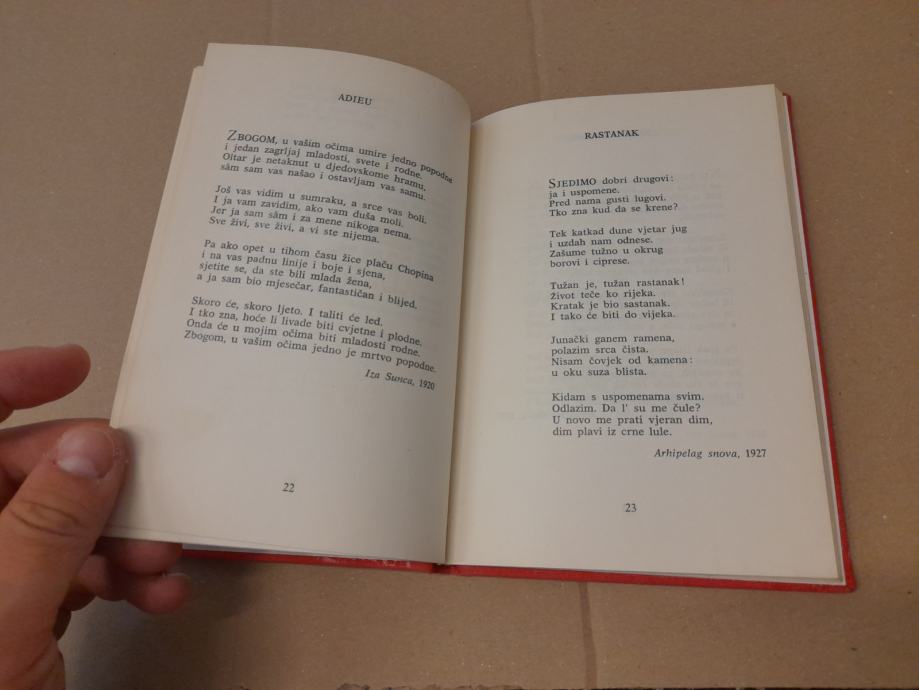 ADIEU
ZBOGOM, u vašim očima umire jedno popodne
i jedan zagrljaj mladosti, svete i rodne.
Oltar je netaknut u djedovskome hramu,
sâm sam vas našao i ostavljam vas samu.
Još vas vidim u sumraku, a srce vas boli.
I ja vam zavidim, ako vam duša moli.
Jer ja sam sâm i za mene nikoga nema.
Sve živi, sve živi, a vi ste nijema.
Pa ako opet u tihom času žice plaču Chopina
i na vas padnu linije i boje i sjena,
sjetite se, da ste bili mlada žena,
a ja sam bio mjesečar, fantastičan i blijed.
Skoro će, skoro ljeto. I taliti će led.
I tko zna, hoće li livade biti cvjetne i plodne.
Onda će u mojim očima biti mladosti rodne.
Zbogom, u vašim očima jedno je mrtvo popodne.
Iza Sunca, 1920
22
RASTANAK
SJEDIMO dobri drugovi:
ja i uspomene.
Pred nama gusti lugovi.
Tko zna kud da se krene?
Tek katkad dune vjetar jug
i uzdah nam odnese.
Zašume tužno u okrug
borovi i ciprese.
Tužan je, tužan rastanak!
život teče ko rijeka.
Kratak je bio sastanak.
I tako će biti do vijeka.
Junački ganem ramena,
polazim srca čista.
Nisam čovjek od kamena:
u oku suza blista.
Kidam s uspomenama svim.
Odlazim. Da l' su me čule?
U novo me prati vjeran dim,
dim plavi iz crne lule.
Arhipelag snova, 1927
23